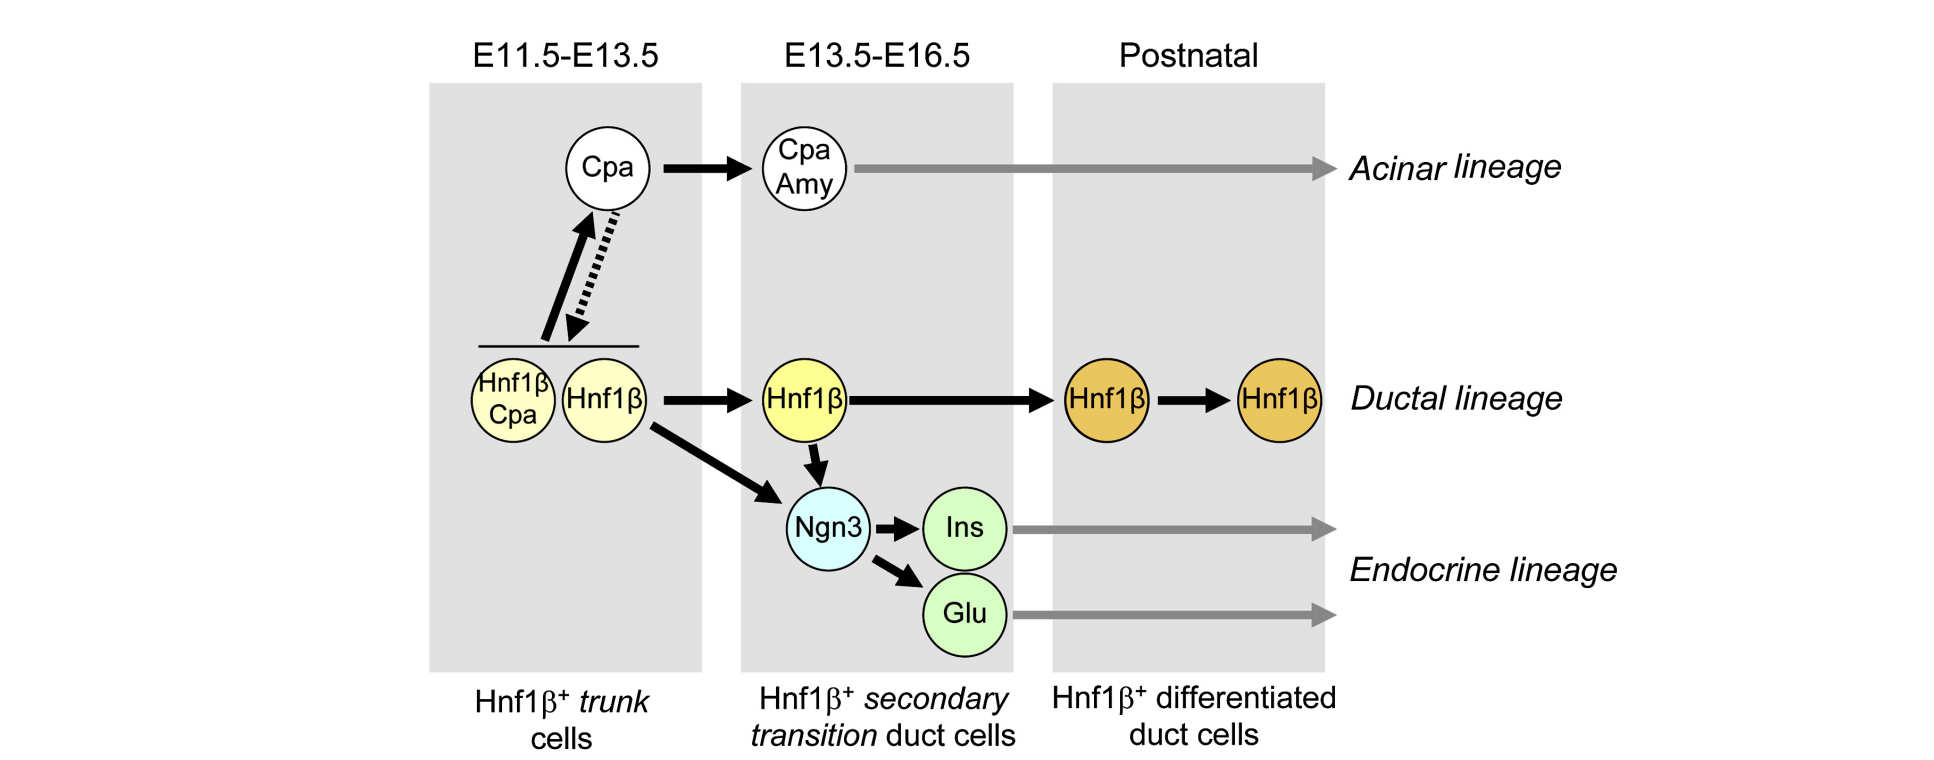 E11.5-E13.5
E13.5-E16.5
Postnatal
Cpa
Cpa
Amy
Acinar lineage
Hnf1β
Cpa
Hnf1β
Hnf1β
Hnf1β
Hnf1β
Ductal lineage
Ngn3
Ins
Glu
Endocrine lineage
Hnf1β⁺ trunk
cells
Hnf1β⁺ secondary
transition duct cells
Hnf1β⁺ differentiated
duct cells